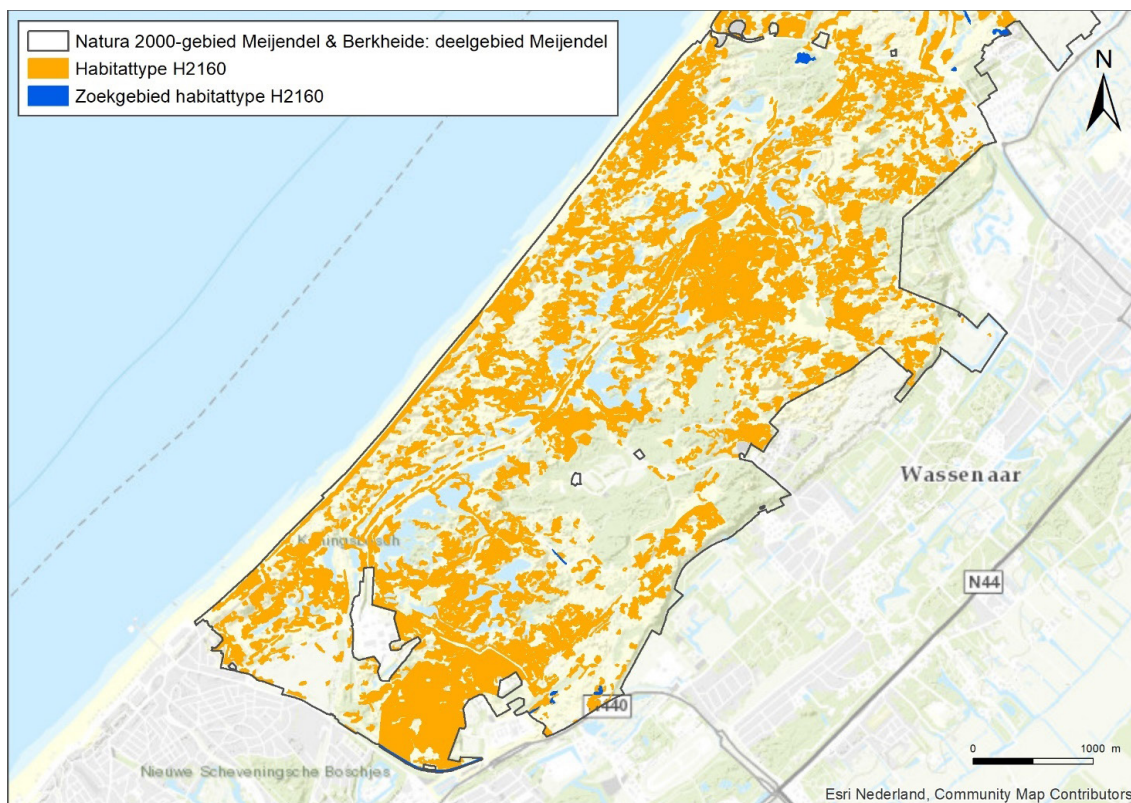 Natura 2000-gebied Meijendel & Berkheide: deelgebied Meijendel
Habitattype H2160
Zoekgebied habitattype H2160
N
Wassenaar
N44
440
Nieuwe Scheveningsche Boschjes
0 1000 m
Esri Nederland, Community Map Contributors